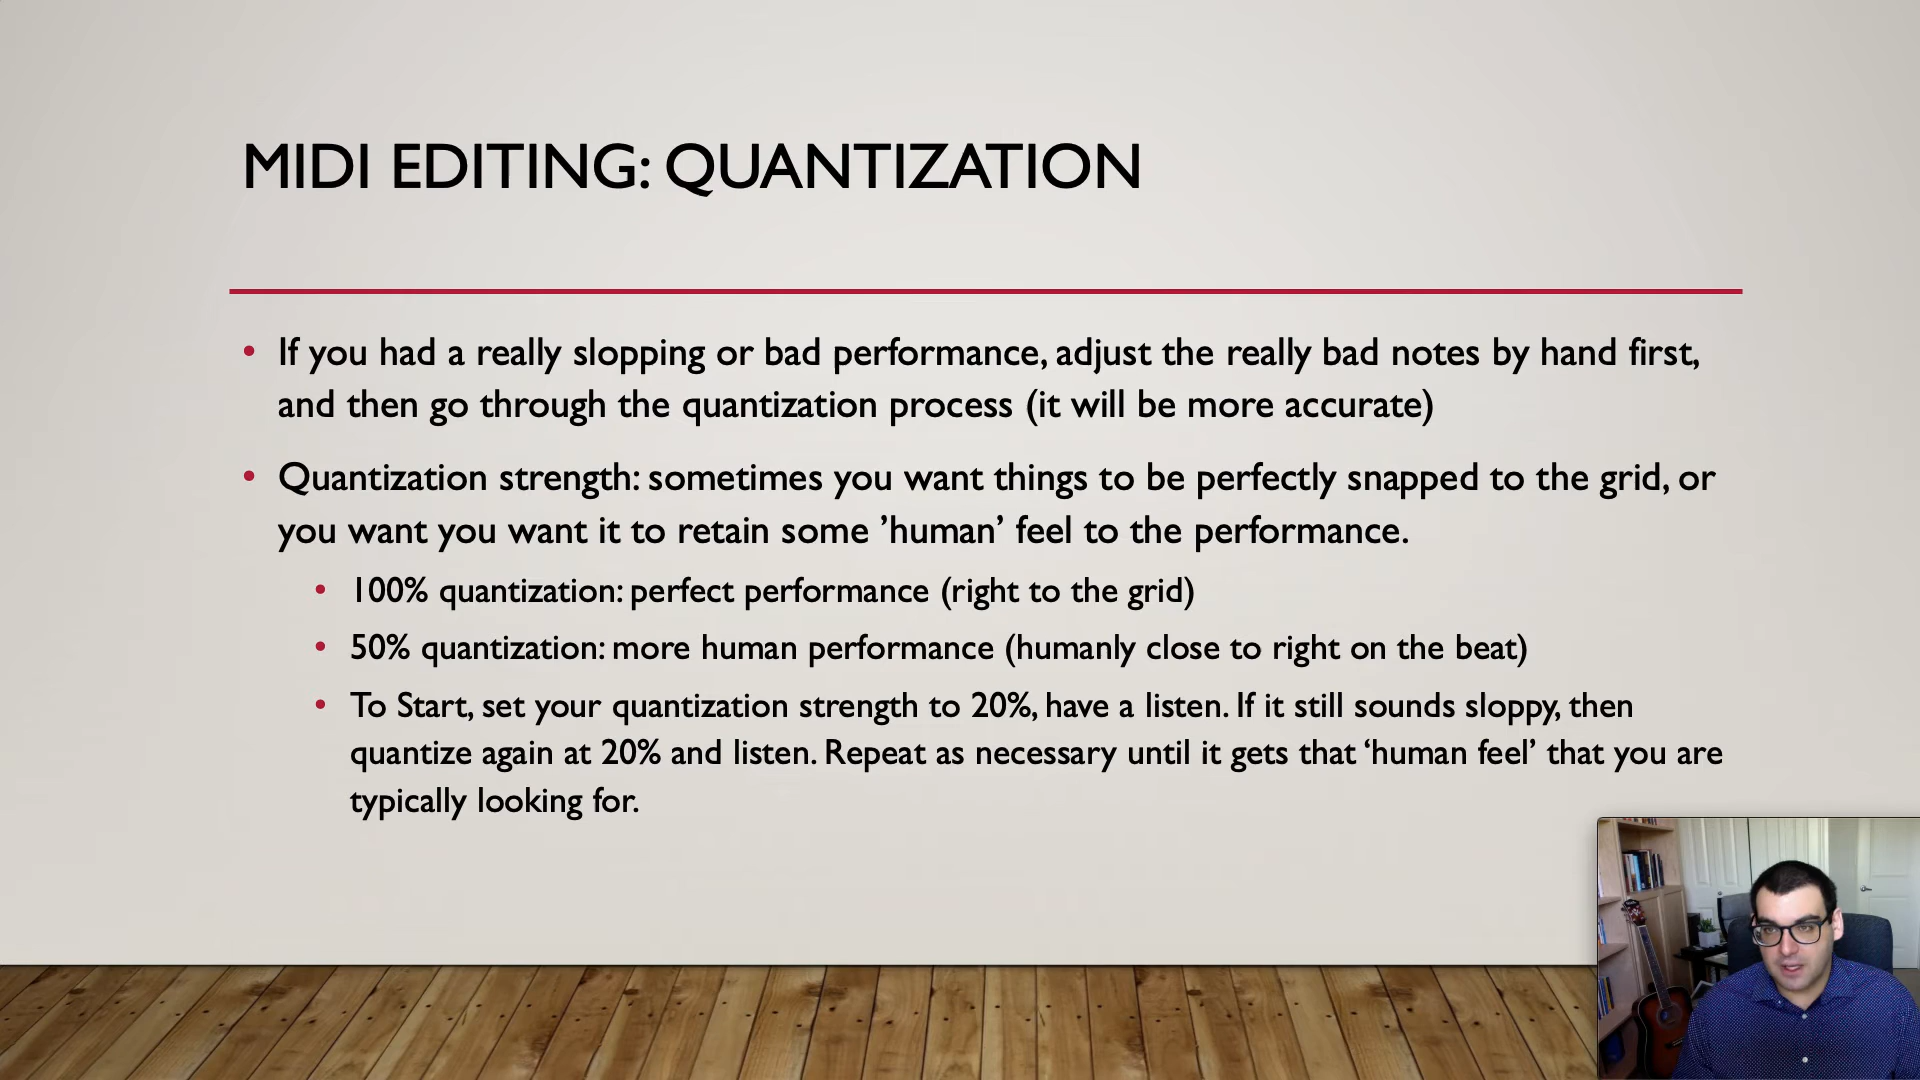 MIDI EDITING: QUANTIZATION
• If you had a really slopping or bad performance, adjust the really bad notes by hand first,
and then go through the quantization process (it will be more accurate)
• Quantization strength: sometimes you want things to be perfectly snapped to the grid, or
you want you want it to retain some ’human’ feel to the performance.
• 100% quantization: perfect performance (right to the grid)
• 50% quantization: more human performance (humanly close to right on the beat)
• To Start, set your quantization strength to 20%, have a listen. If it still sounds sloppy, then
quantize again at 20% and listen. Repeat as necessary until it gets that ‘human feel’ that you are
typically looking for.